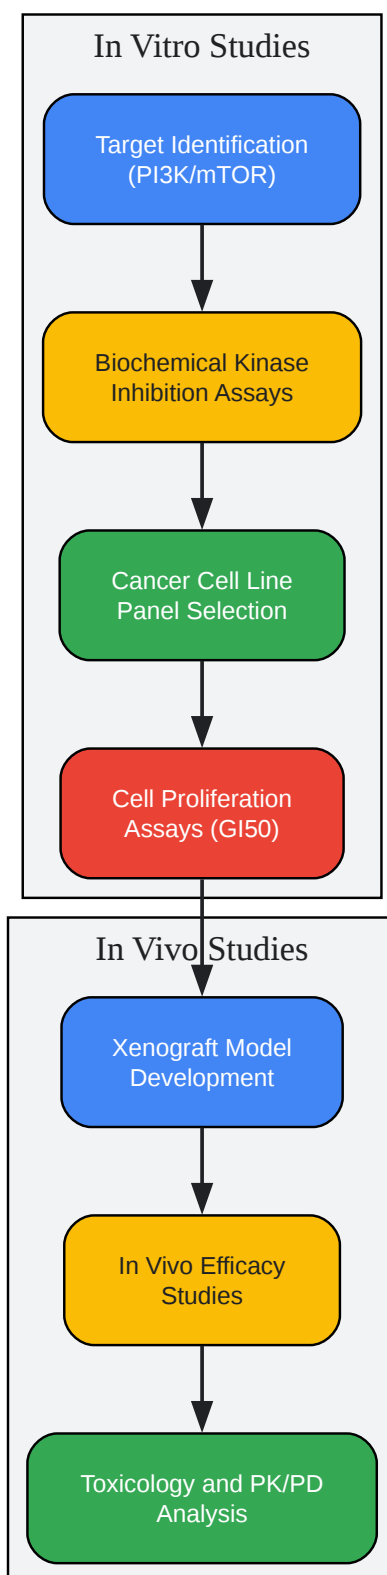 In Vitro Studies
Target Identification
(PI3K/mTOR)
Biochemical Kinase
Inhibition Assays
Cancer Cell Line
Panel Selection
Cell Proliferation
Assays (GI50)
In Vivo Studies
Xenograft Model
Development
In Vivo Efficacy
Studies
Toxicology and PK/PD
Analysis